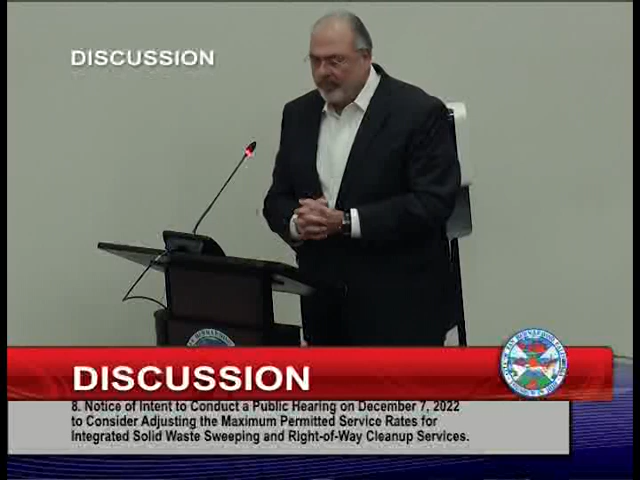 DISCUSSION
DISCUSSION
8. Notice of Intent to Conduct a Public Hearing on December 7, 2022
to Consider Adjusting the Maximum Permitted Service Rates for
Integrated Solid Waste Sweeping and Right-of-Way Cleanup Services.